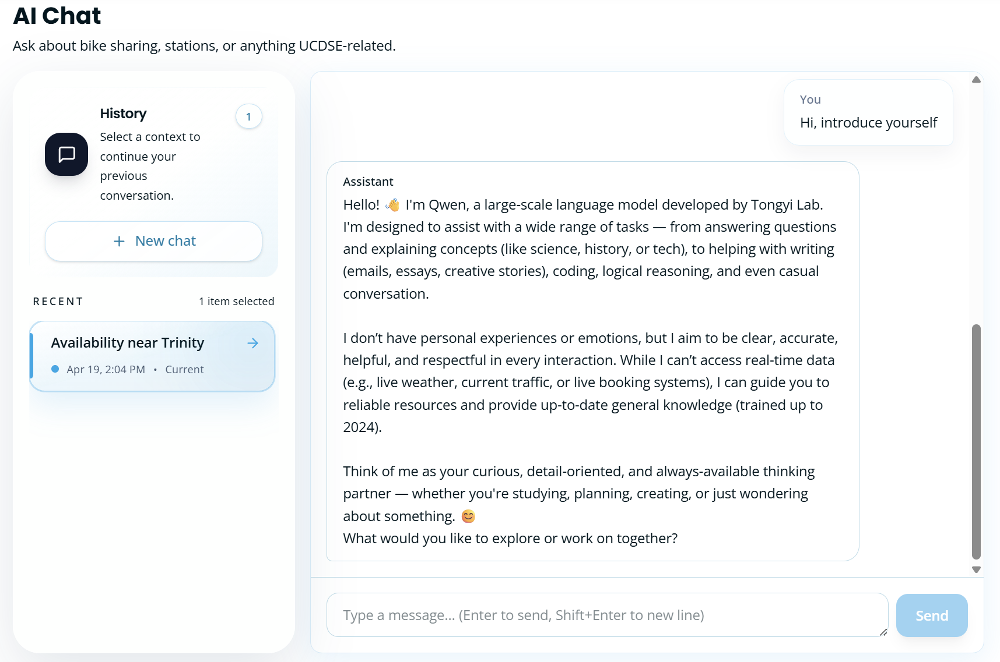 AI Chat
Ask about bike sharing, stations, or anything UCDSE-related.
History
1
Select a context to
continue your
previous
conversation.
+ New chat
RECENT
1 item selected
Availability near Trinity
Apr 19, 2:04 PM • Current
You
Hi, introduce yourself
Assistant
Hello! 👋 I'm Qwen, a large-scale language model developed by Tongyi Lab.
I'm designed to assist with a wide range of tasks — from answering questions
and explaining concepts (like science, history, or tech), to helping with writing
(emails, essays, creative stories), coding, logical reasoning, and even casual
conversation.
I don’t have personal experiences or emotions, but I aim to be clear, accurate,
helpful, and respectful in every interaction. While I can’t access real-time data
(e.g., live weather, current traffic, or live booking systems), I can guide you to
reliable resources and provide up-to-date general knowledge (trained up to
2024).
Think of me as your curious, detail-oriented, and always-available thinking
partner — whether you're studying, planning, creating, or just wondering
about something. 😊
What would you like to explore or work on together?
Type a message... (Enter to send, Shift+Enter to new line)
Send